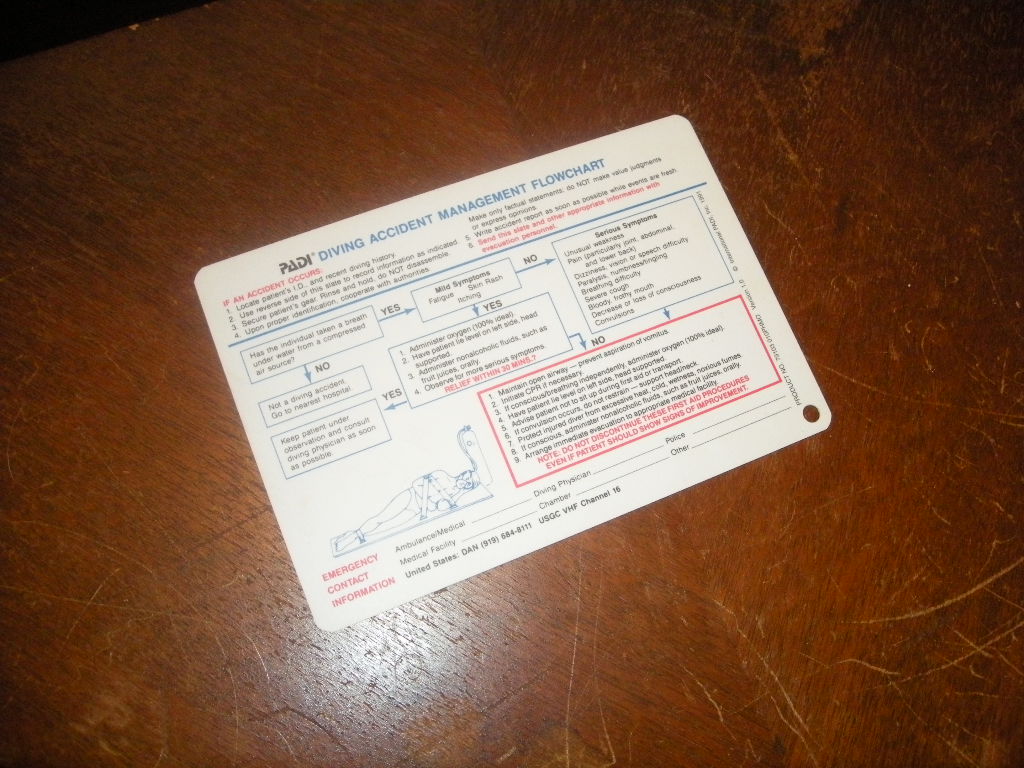 PADI® DIVING ACCIDENT MANAGEMENT FLOWCHART
IF AN ACCIDENT OCCURS:
1. Locate patient's I.D., and recent diving history.
2. Use reverse side of this slate to record information as indicated.
3. Secure patient's gear. Rinse and hold, do NOT disassemble.
4. Upon proper identification, cooperate with authorities.
Make only factual statements; do NOT make value judgments
or express opinions.
5. Write accident report as soon as possible while events are fresh.
6. Send this slate and other appropriate information with
evacuation personnel.
Has the individual taken a breath
under water from a compressed
air source?
YES
NO
Not a diving accident.
Go to nearest hospital.
Mild Symptoms
Fatigue Skin Rash
Itching
NO
YES
Serious Symptoms
Unusual weakness
Pain (particularly joint, abdominal,
and lower back)
Dizziness, vision or speech difficulty
Paralysis, numbness/tingling
Breathing difficulty
Severe cough
Bloody, frothy mouth
Decrease or loss of consciousness
Convulsions
1. Administer oxygen (100% ideal)
2. Have patient lie level on left side, head
supported.
3. Administer nonalcoholic fluids, such as
fruit juices, orally.
4. Observe for more serious symptoms.
RELIEF WITHIN 30 MINS.?
YES
NO
Keep patient under
observation and consult
diving physician as soon
as possible.
1. Maintain open airway — prevent aspiration of vomitus.
2. Initiate CPR if necessary.
3. If conscious/breathing independently, administer oxygen (100% ideal).
4. Have patient lie level on left side, head supported.
5. Advise patient not to sit up during first aid or transport.
6. If convulsion occurs, do not restrain — support head/neck.
7. Protect injured diver from excessive heat, cold, wetness, noxious fumes.
8. If conscious, administer nonalcoholic fluids, such as fruit juices, orally.
9. Arrange immediate evacuation to appropriate medical facility.
NOTE: DO NOT DISCONTINUE THESE FIRST AID PROCEDURES
EVEN IF PATIENT SHOULD SHOW SIGNS OF IMPROVEMENT.
EMERGENCY
CONTACT
INFORMATION
Ambulance/Medical
Diving Physician
Police
Medical Facility
Chamber
Other
United States: DAN (919) 684-8111 USGC VHF Channel 16
PRODUCT NO.
Version 1.0
© International PADI, Inc.